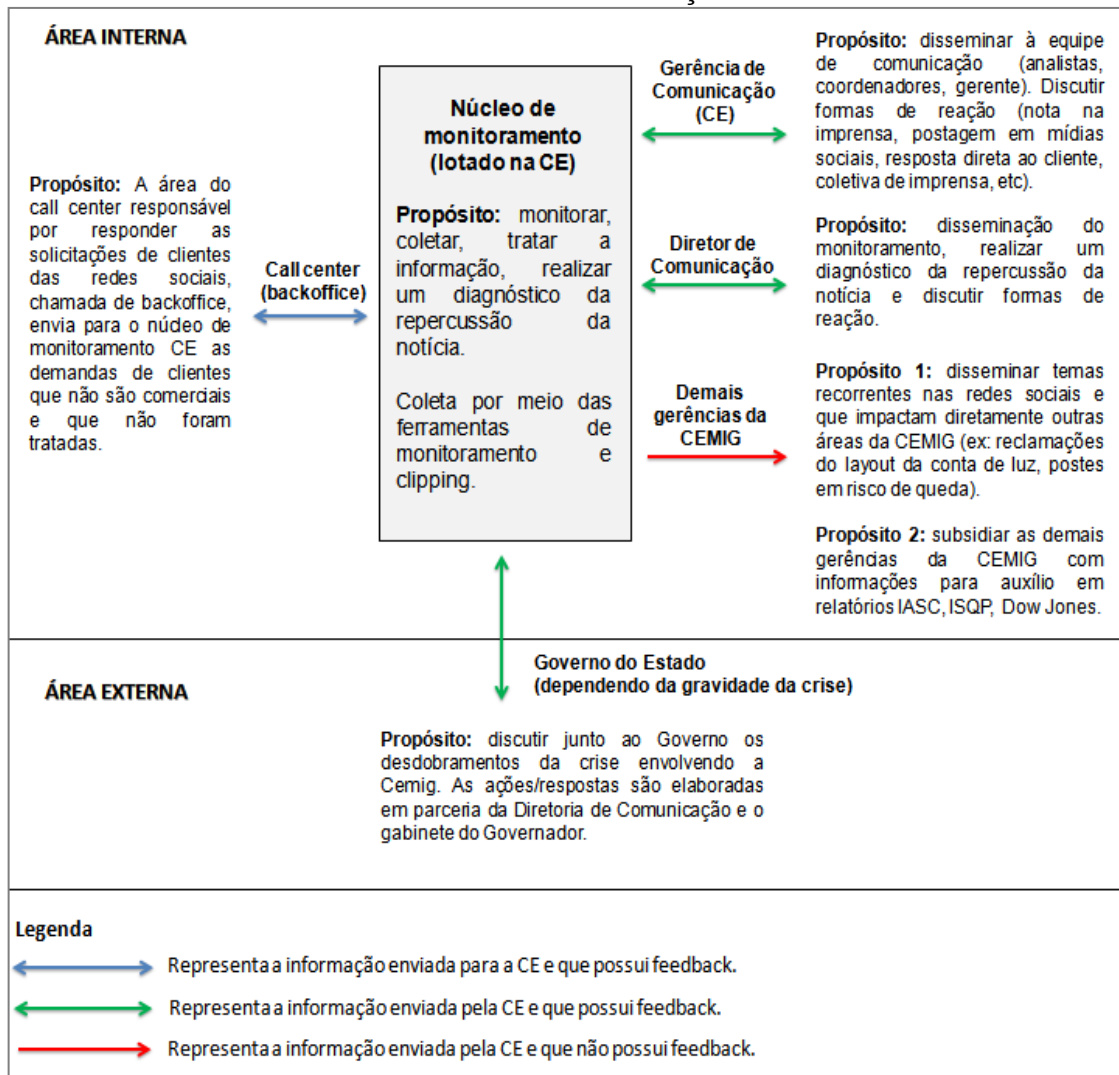 ÁREA INTERNA
Propósito: A área do
call center responsável
por responder as
solicitações de clientes
das redes sociais,
chamada de backoffice,
envia para o núcleo de
monitoramento CE as
demandas de clientes
que não são comerciais
e que não foram
tratadas.
Call center
(backoffice)
Núcleo de
monitoramento
(lotado na CE)
Propósito: monitorar,
coletar, tratar a
informação, realizar
um diagnóstico da
repercussão da
notícia.
Coleta por meio das
ferramentas de
monitoramento e
clipping.
Gerência de
Comunicação
(CE)
Propósito: disseminar à equipe
de comunicação (analistas,
coordenadores, gerente). Discutir
formas de reação (nota na
imprensa, postagem em mídias
sociais, resposta direta ao cliente,
coletiva de imprensa, etc).
Diretor de
Comunicação
Propósito: disseminação do
monitoramento, realizar um
diagnóstico da repercussão da
notícia e discutir formas de
reação.
Demais
gerências da
CEMIG
Propósito 1: disseminar temas
recorrentes nas redes sociais e
que impactam diretamente outras
áreas da CEMIG (ex: reclamações
do layout da conta de luz, postes
em risco de queda).
Propósito 2: subsidiar as demais
gerências da CEMIG com
informações para auxílio em
relatórios IASC, ISQP, Dow Jones.
Governo do Estado
(dependendo da gravidade da crise)
ÁREA EXTERNA
Propósito: discutir junto ao Governo os
desdobramentos da crise envolvendo a
Cemig. As ações/respostas são elaboradas
em parceria da Diretoria de Comunicação e o
gabinete do Governador.
Legenda
Representa a informação enviada para a CE e que possui feedback.
Representa a informação enviada pela CE e que possui feedback.
Representa a informação enviada pela CE e que não possui feedback.